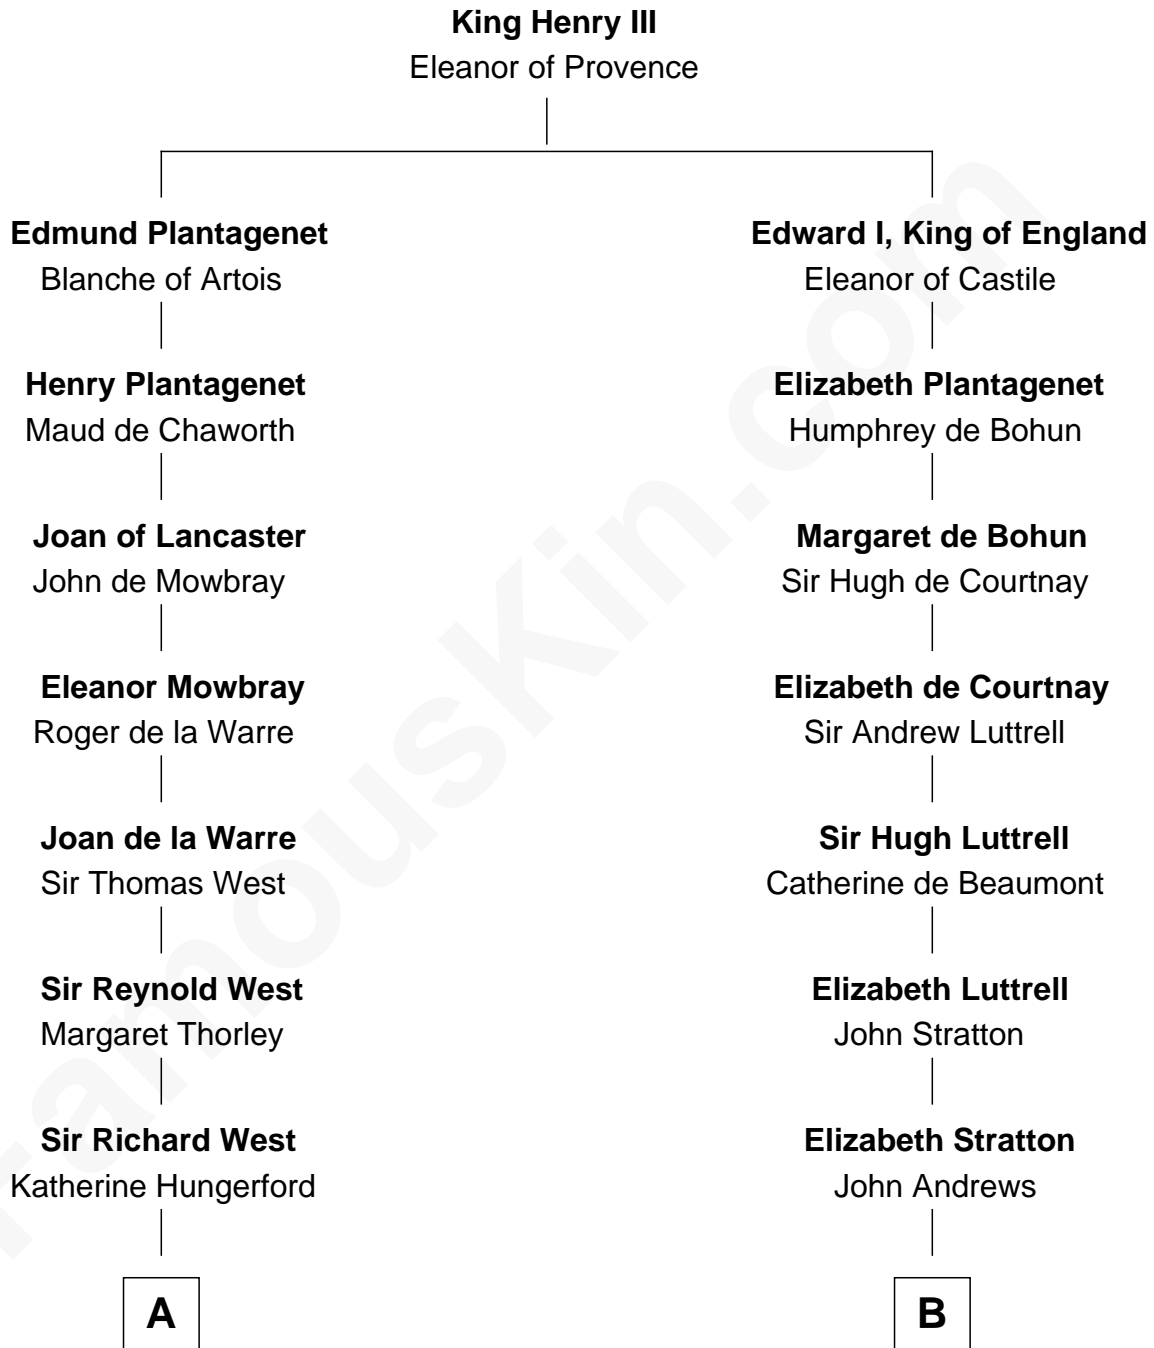 King Henry III
Eleanor of Provence
Edmund Plantagenet
Blanche of Artois
Henry Plantagenet
Maud de Chaworth
Joan of Lancaster
John de Mowbray
Eleanor Mowbray
Roger de la Warre
Joan de la Warre
Sir Thomas West
Sir Reynold West
Margaret Thorley
Sir Richard West
Katherine Hungerford
A
Edward I, King of England
Eleanor of Castile
Elizabeth Plantagenet
Humphrey de Bohun
Margaret de Bohun
Sir Hugh de Courtnay
Elizabeth de Courtnay
Sir Andrew Luttrell
Sir Hugh Luttrell
Catherine de Beaumont
Elizabeth Luttrell
John Stratton
Elizabeth Stratton
John Andrews
B
FamousKin.com